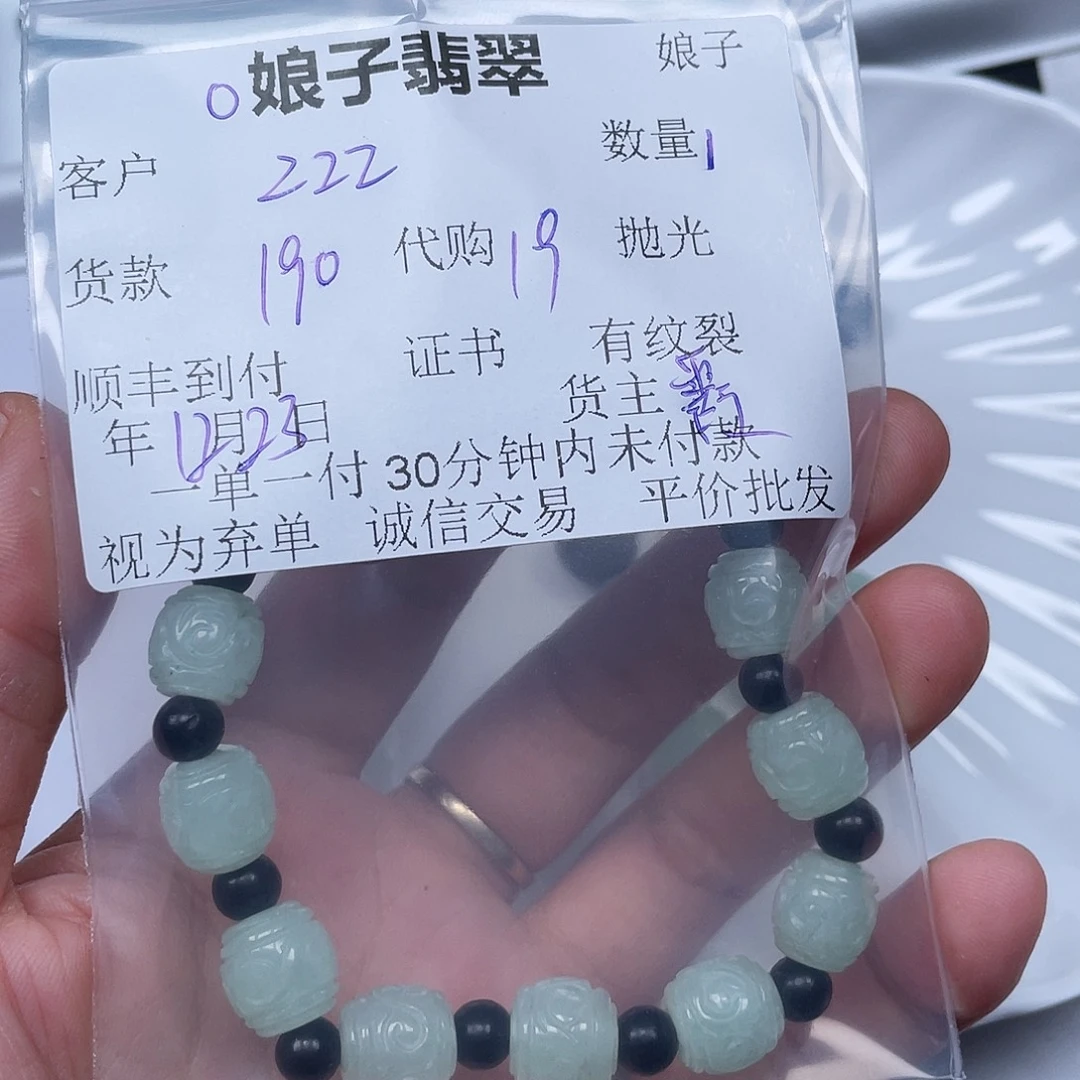 娘子翡翠 娘子
客户 222 数量 1
货款 190 代购 19 抛光
顺丰到付 证书 有纹裂
年 12月23日 货主
一单一付 30分钟内未付款
视为弃单 诚信交易 平价批发